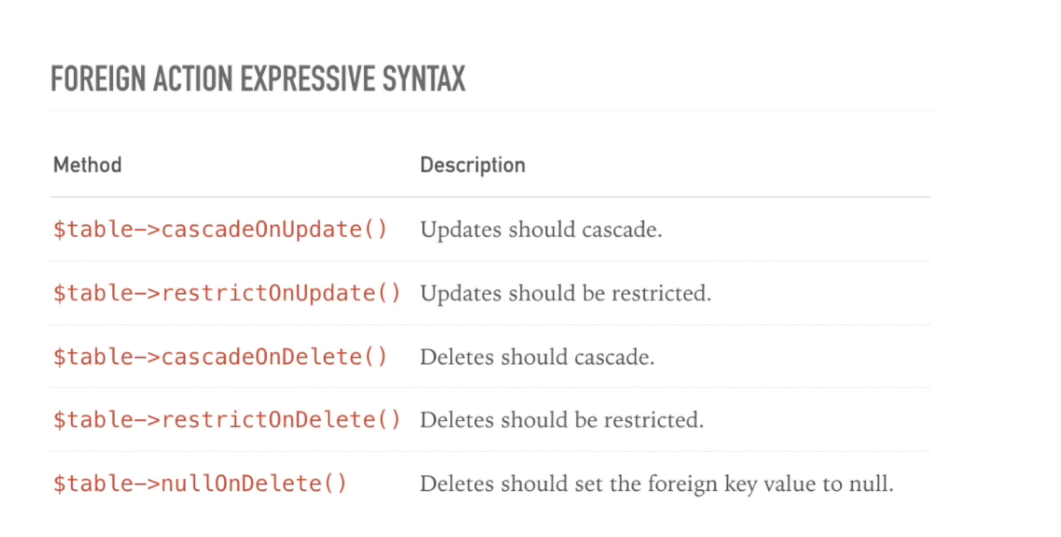 FOREIGN ACTION EXPRESSIVE SYNTAX
Method Description
$table->cascadeOnUpdate() Updates should cascade.
$table->restrictOnUpdate() Updates should be restricted.
$table->cascadeOnDelete() Deletes should cascade.
$table->restrictOnDelete() Deletes should be restricted.
$table->nullOnDelete() Deletes should set the foreign key value to null.